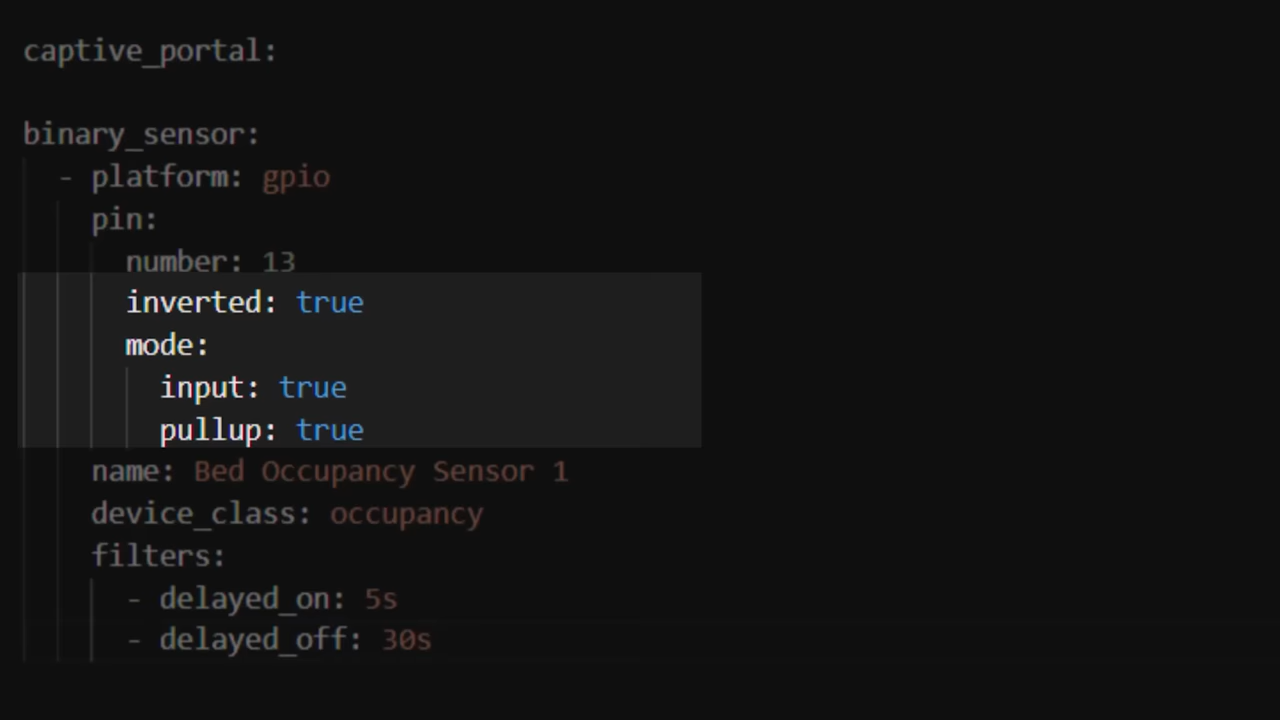 captive_portal:
binary_sensor:
- platform: gpio
pin:
number: 13
inverted: true
mode:
input: true
pullup: true
name: Bed Occupancy Sensor 1
device_class: occupancy
filters:
- delayed_on: 5s
- delayed_off: 30s